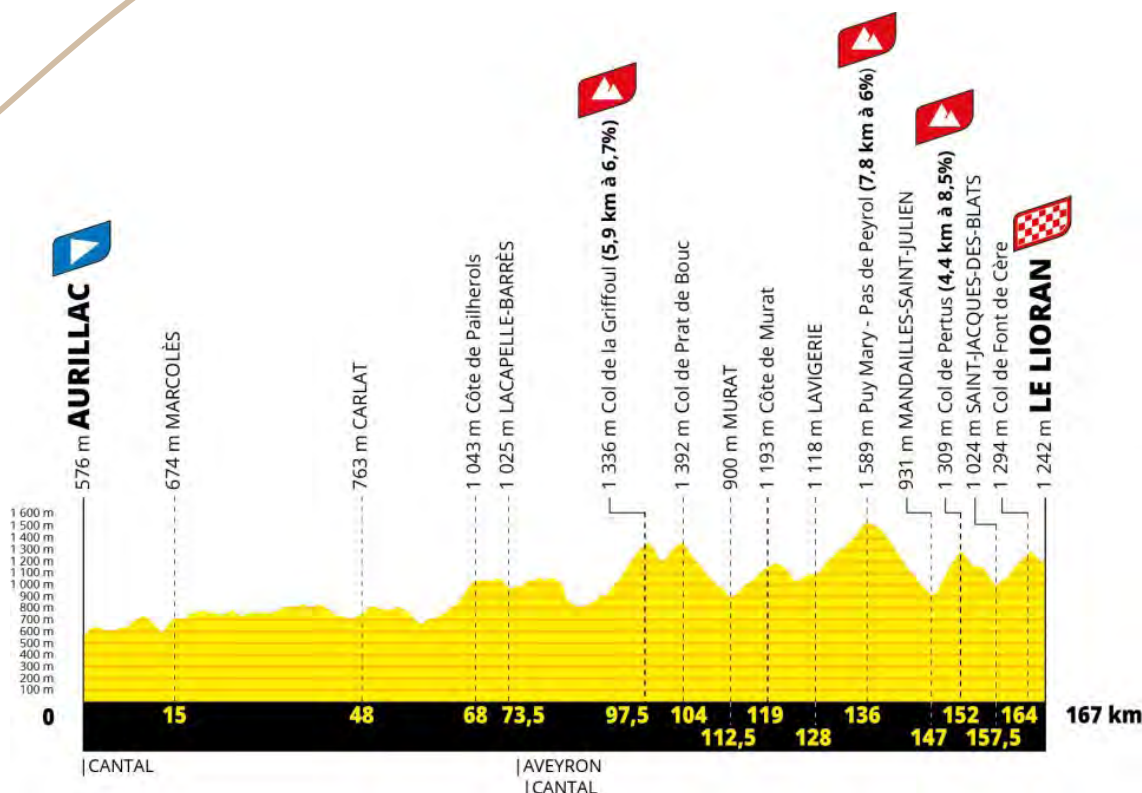 576 m AURILLAC
674 m MARCOLÈS
763 m CARLAT
1 043 m Côte de Pailherols
1 025 m LACAPELLE-BARRÈS
1 336 m Col de la Griffoul (5,9 km à 6,7%)
1 392 m Col de Prat de Bouc
900 m MURAT
1 193 m Côte de Murat
1 118 m LAVIGERIE
1 589 m Puy Mary - Pas de Peyrol (7,8 km à 6%)
931 m MANDAILLES-SAINT-JULIEN
1 309 m Col de Pertus (4,4 km à 8,5%)
1 024 m SAINT-JACQUES-DES-BLATS
1 294 m Col de Font de Cère
1 242 m LE LIORAN
1 600 m
1 500 m
1 400 m
1 300 m
1 200 m
1 100 m
1 000 m
900 m
800 m
700 m
600 m
500 m
400 m
300 m
200 m
100 m
0 15 48 68 73,5 97,5 104 119 136 152 164 167 km
112,5 128 147 157,5
|CANTAL |AVEYRON
|CANTAL